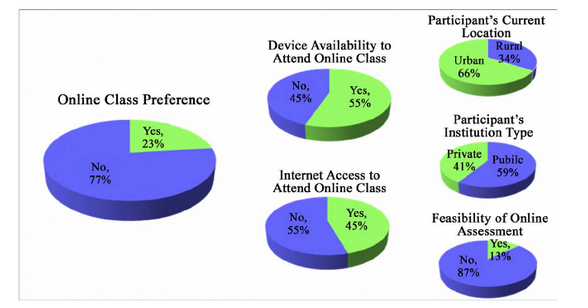 Online Class Preference
Yes,
23%
No,
77%
Device Availability to
Attend Online Class
No,
45%
Yes,
55%
Internet Access to
Attend Online Class
No,
55%
Yes,
45%
Participant's Current
Location
Rural
34%
Urban
66%
Participant's
Institution Type
Private
41%
Pubilc
59%
Feasibility of Online
Assessment
Yes,
13%
No,
87%